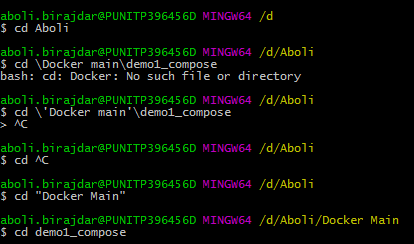 aboli.birajdar@PUNITP396456D MINGW64 /d
$ cd Aboli
aboli.birajdar@PUNITP396456D MINGW64 /d/Aboli
$ cd \Docker main\demo1_compose
bash: cd: Docker: No such file or directory
aboli.birajdar@PUNITP396456D MINGW64 /d/Aboli
$ cd \'Docker main'\demo1_compose
> ^C
aboli.birajdar@PUNITP396456D MINGW64 /d/Aboli
$ cd ^C
aboli.birajdar@PUNITP396456D MINGW64 /d/Aboli
$ cd "Docker Main"
aboli.birajdar@PUNITP396456D MINGW64 /d/Aboli/Docker Main
$ cd demo1_compose